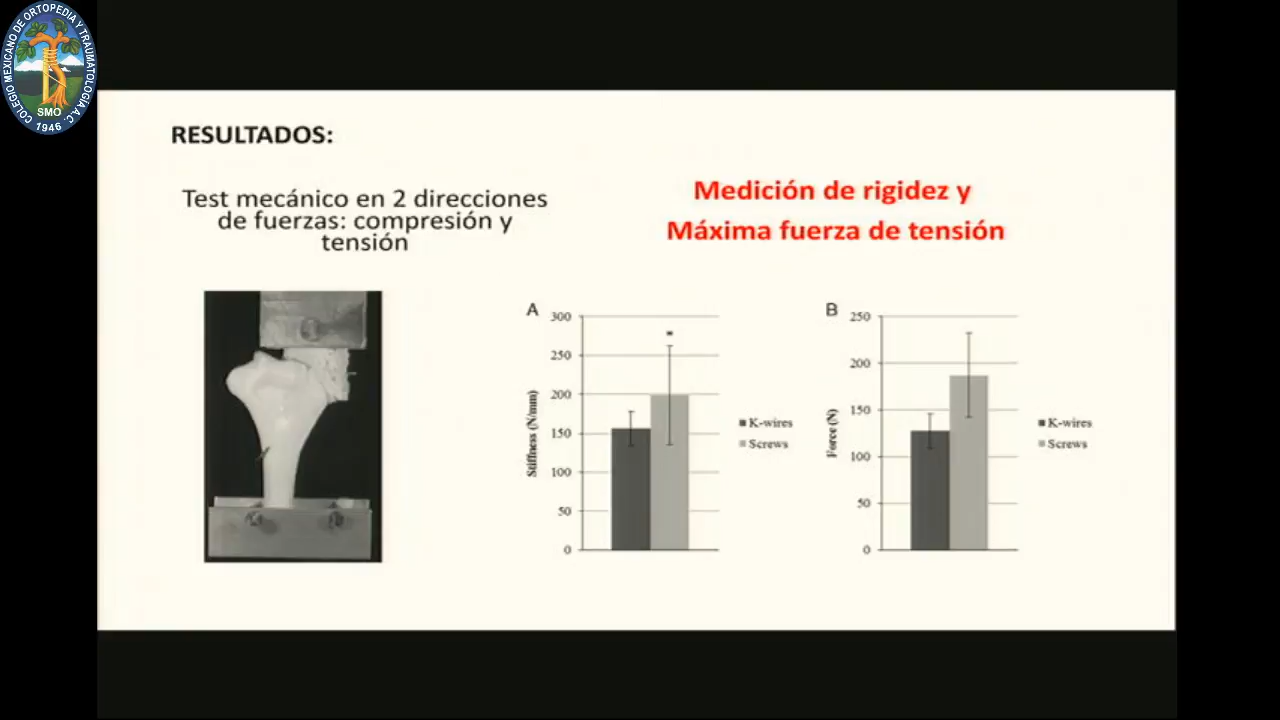 COLEGIO MEXICANO DE ORTOPEDIA Y TRAUMATOLOGÍA A.C.
SMO
1946
RESULTADOS:
Test mecánico en 2 direcciones
de fuerzas: compresión y
tensión
Medición de rigidez y
Máxima fuerza de tensión
A
300
250
200
150
100
50
0
Stiffness (N/mm)
*
K-wires
Screws
B
250
200
150
100
50
0
Force (N)
K-wires
Screws